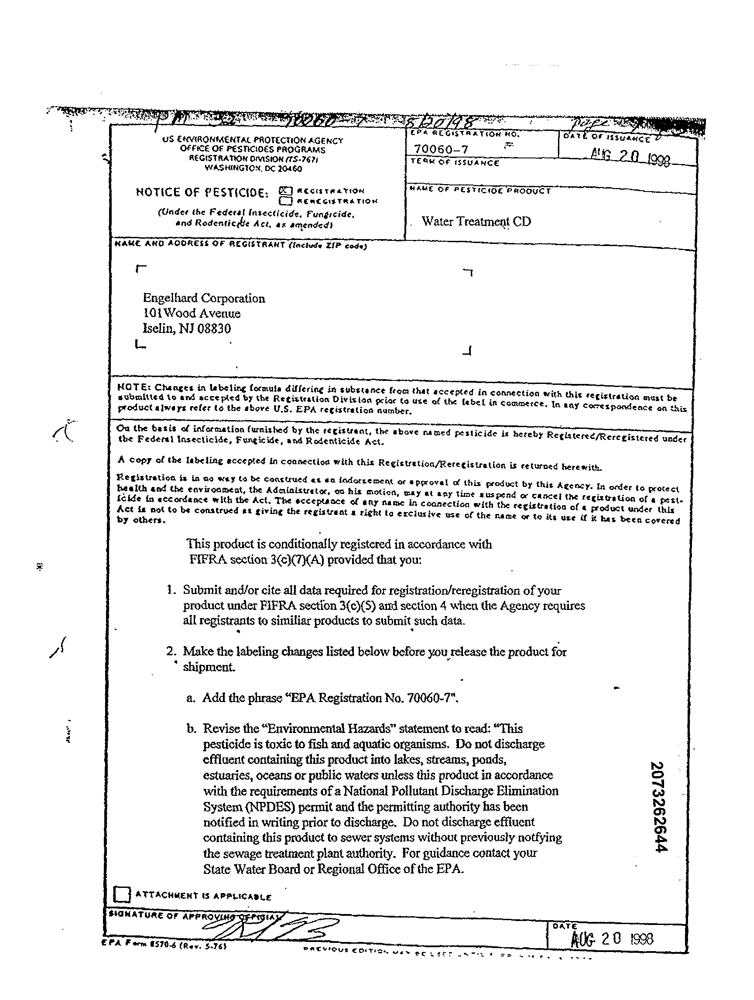 70060-7 8/20/98 page
US ENVIRONMENTAL PROTECTION AGENCY
OFFICE OF PESTICIDES PROGRAMS
REGISTRATION DIVISION (TS-767)
WASHINGTON, DC 20460
NOTICE OF PESTICIDE: ☒ REGISTRATION
☐ REREGISTRATION
(Under the Federal Insecticide, Fungicide,
and Rodenticide Act, as amended)
EPA REGISTRATION NO.
70060-7
DATE OF ISSUANCE
AUG 20 1998
TERM OF ISSUANCE
NAME OF PESTICIDE PRODUCT
Water Treatment CD
NAME AND ADDRESS OF REGISTRANT (Include ZIP code)
Engelhard Corporation
101Wood Avenue
Iselin, NJ 08830
NOTE: Changes in labeling formula differing in substance from that accepted in connection with this registration must be
submitted to and accepted by the Registration Division prior to use of the label in commerce. In any correspondence on this
product always refer to the above U.S. EPA registration number.
On the basis of information furnished by the registrant, the above named pesticide is hereby Registered/Reregistered under
the Federal Insecticide, Fungicide, and Rodenticide Act.
A copy of the labeling accepted in connection with this Registration/Reregistration is returned herewith.
Registration is in no way to be construed as an indorsement or approval of this product by this Agency. In order to protect
health and the environment, the Administrator, on his motion, may at any time suspend or cancel the registration of a pest-
icide in accordance with the Act. The acceptance of any name in connection with the registration of a product under this
Act is not to be construed as giving the registrant a right to exclusive use of the name or to its use if it has been covered
by others.
This product is conditionally registered in accordance with
FIFRA section 3(c)(7)(A) provided that you:
1. Submit and/or cite all data required for registration/reregistration of your
product under FIFRA section 3(c)(5) and section 4 when the Agency requires
all registrants to similiar products to submit such data.
2. Make the labeling changes listed below before you release the product for
shipment.
a. Add the phrase "EPA Registration No. 70060-7".
b. Revise the "Environmental Hazards" statement to read: "This
pesticide is toxic to fish and aquatic organisms. Do not discharge
effluent containing this product into lakes, streams, ponds,
estuaries, oceans or public waters unless this product in accordance
with the requirements of a National Pollutant Discharge Elimination
System (NPDES) permit and the permitting authority has been
notified in writing prior to discharge. Do not discharge effluent
containing this product to sewer systems without previously notfying
the sewage treatment plant authority. For guidance contact your
State Water Board or Regional Office of the EPA.
2073262644
☐ ATTACHMENT IS APPLICABLE
SIGNATURE OF APPROVING OFFICIAL
DATE
AUG 20 1998
EPA Form 8570-6 (Rev. 5-76)
PREVIOUS EDITION MAY BE USED UNTIL